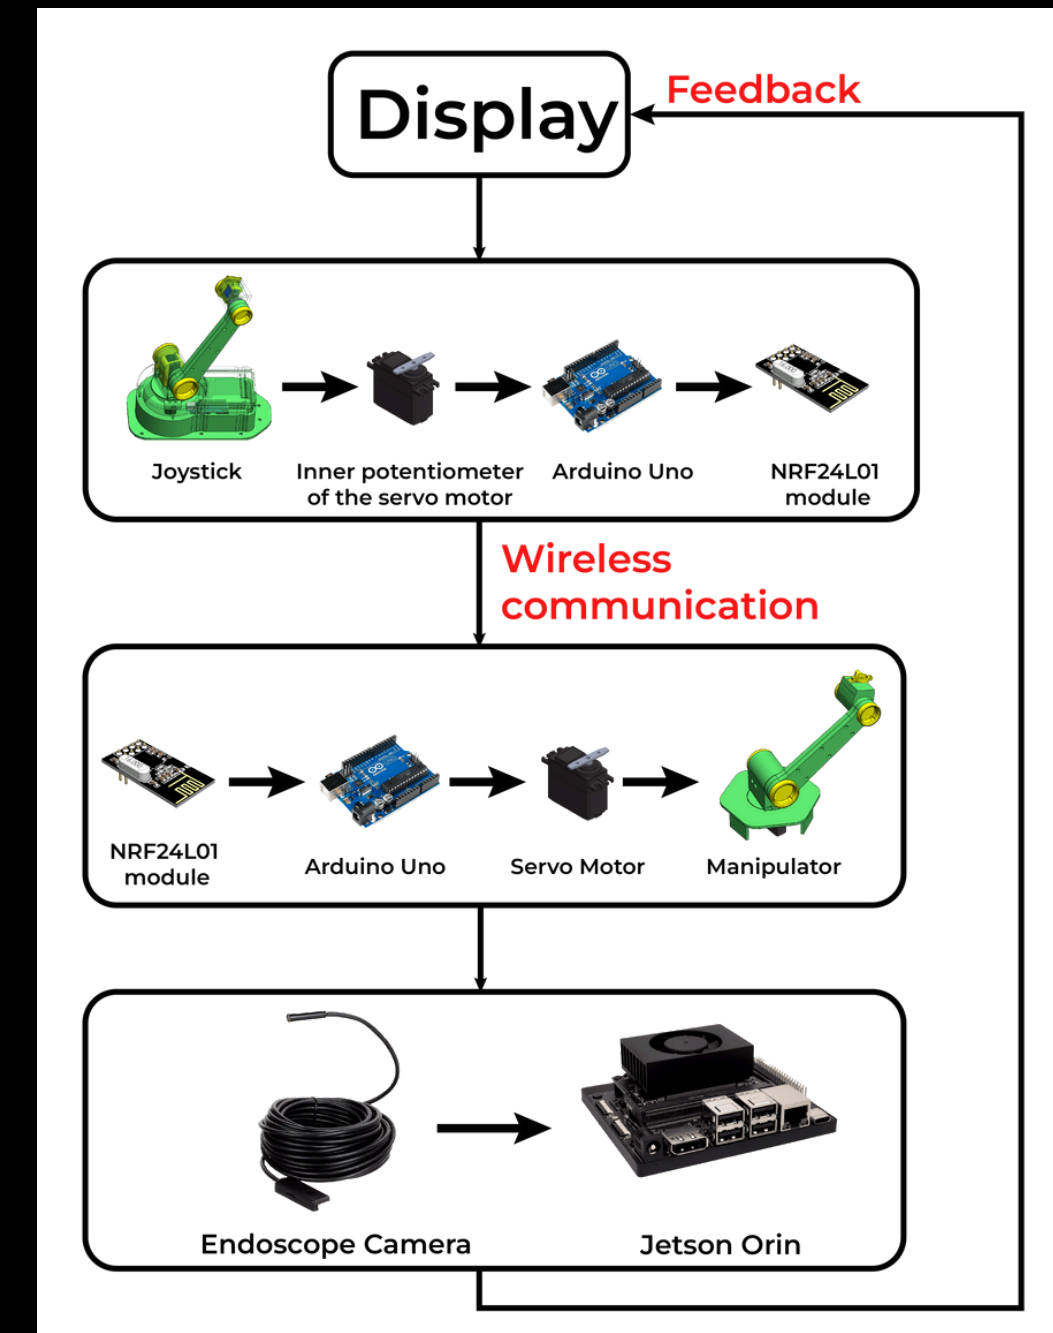 Display
Feedback
Joystick
Inner potentiometer
of the servo motor
Arduino Uno
NRF24L01
module
Wireless
communication
NRF24L01
module
Arduino Uno
Servo Motor
Manipulator
Endoscope Camera
Jetson Orin